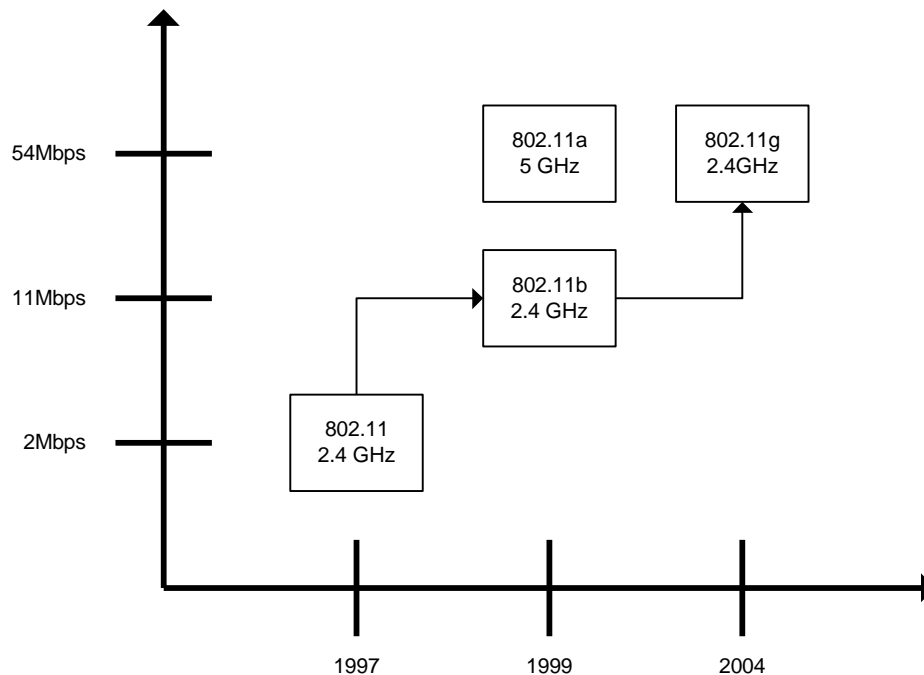 54Mbps
802.11a
5 GHz
802.11g
2.4GHz
11Mbps
802.11b
2.4 GHz
2Mbps
802.11
2.4 GHz
1997
1999
2004